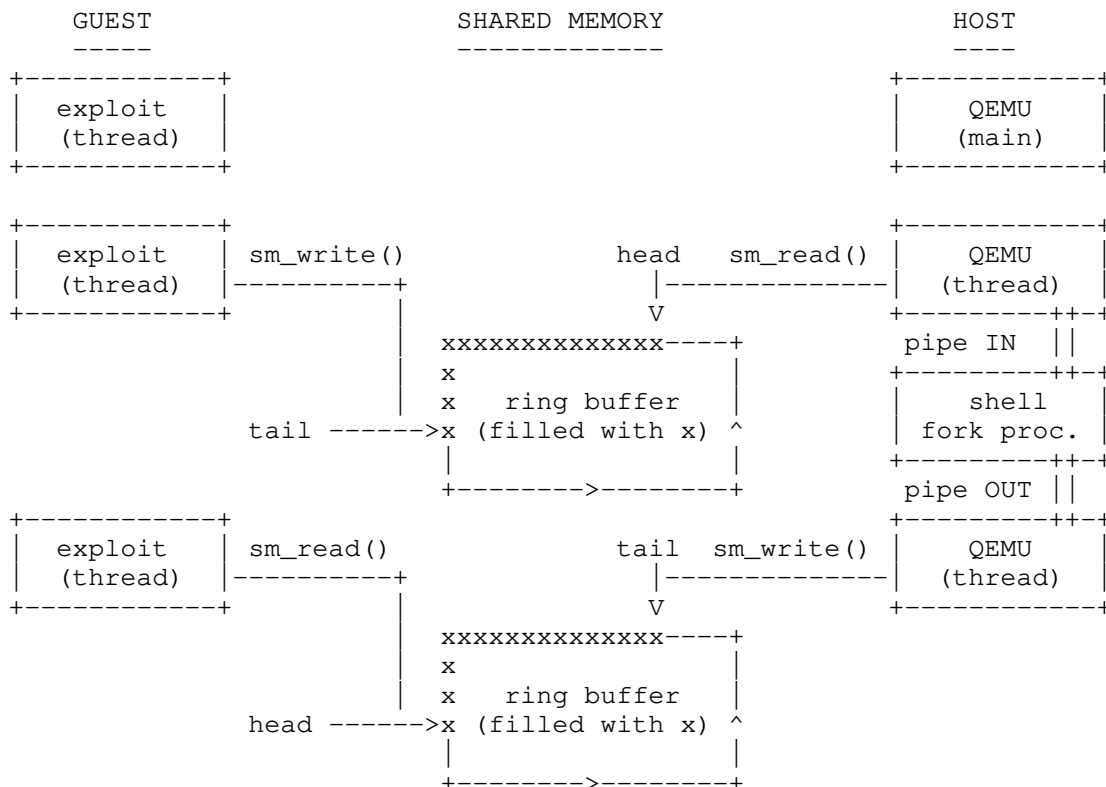 GUEST SHARED MEMORY HOST
----- ------------- ----
+------------+ +------------+
| exploit | | QEMU |
| (thread) | | (main) |
+------------+ +------------+
+------------+ +------------+
| exploit | sm_write() head sm_read() | QEMU |
| (thread) |----------+ |--------------| (thread) |
+------------+ | V +---------++-+
| xxxxxxxxxxxxxx----+ pipe IN ||
| x | +---------++-+
| x ring buffer | | shell |
tail ------>x (filled with x) ^ | fork proc. |
| | +---------++-+
+-------->--------+ pipe OUT ||
+------------+ +---------++-+
| exploit | sm_read() tail sm_write() | QEMU |
| (thread) |----------+ |--------------| (thread) |
+------------+ | V +------------+
| xxxxxxxxxxxxxx----+
| x |
| x ring buffer |
head ------>x (filled with x) ^
| |
+-------->--------+